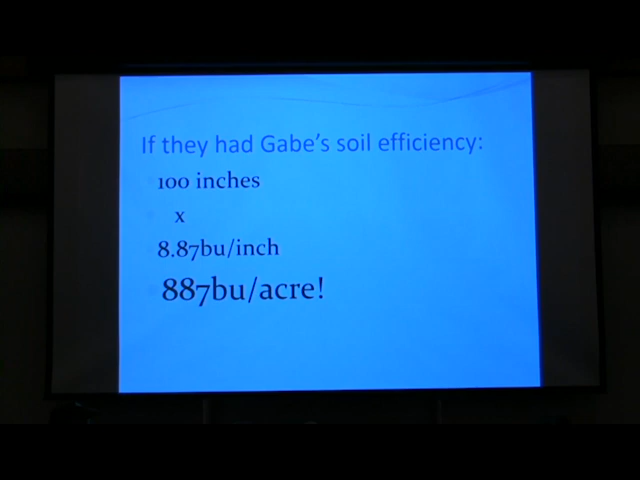 If they had Gabe's soil efficiency:
100 inches
x
8.87bu/inch
887bu/acre!